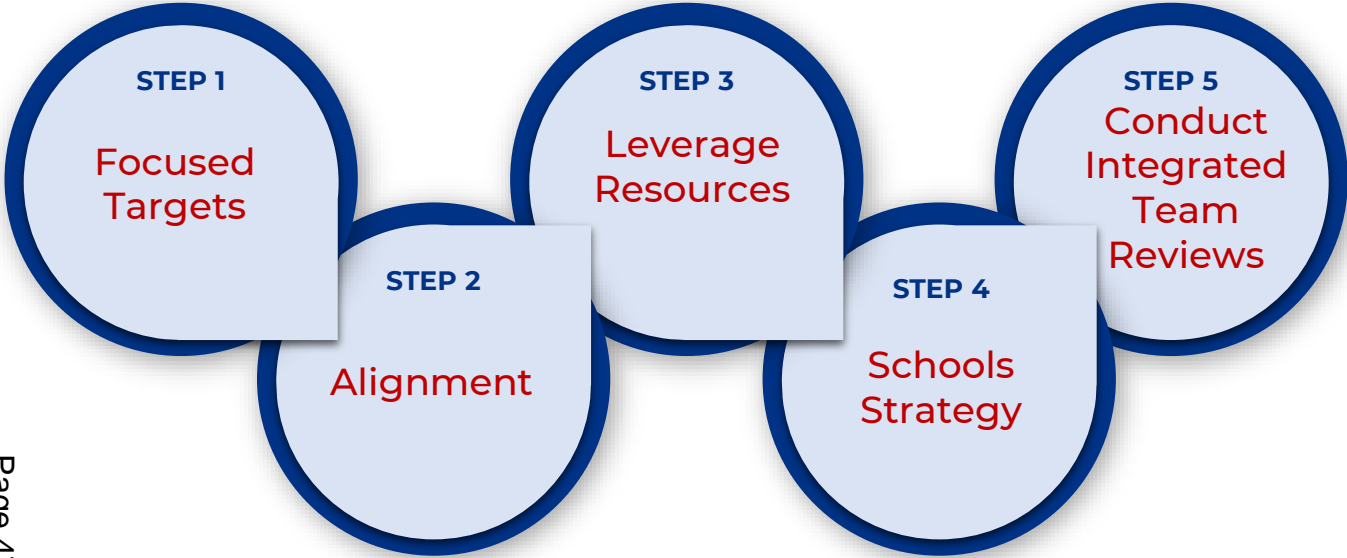 STEP 1
Focused
Targets
STEP 2
Alignment
STEP 3
Leverage
Resources
STEP 4
Schools
Strategy
STEP 5
Conduct
Integrated
Team
Reviews
Page